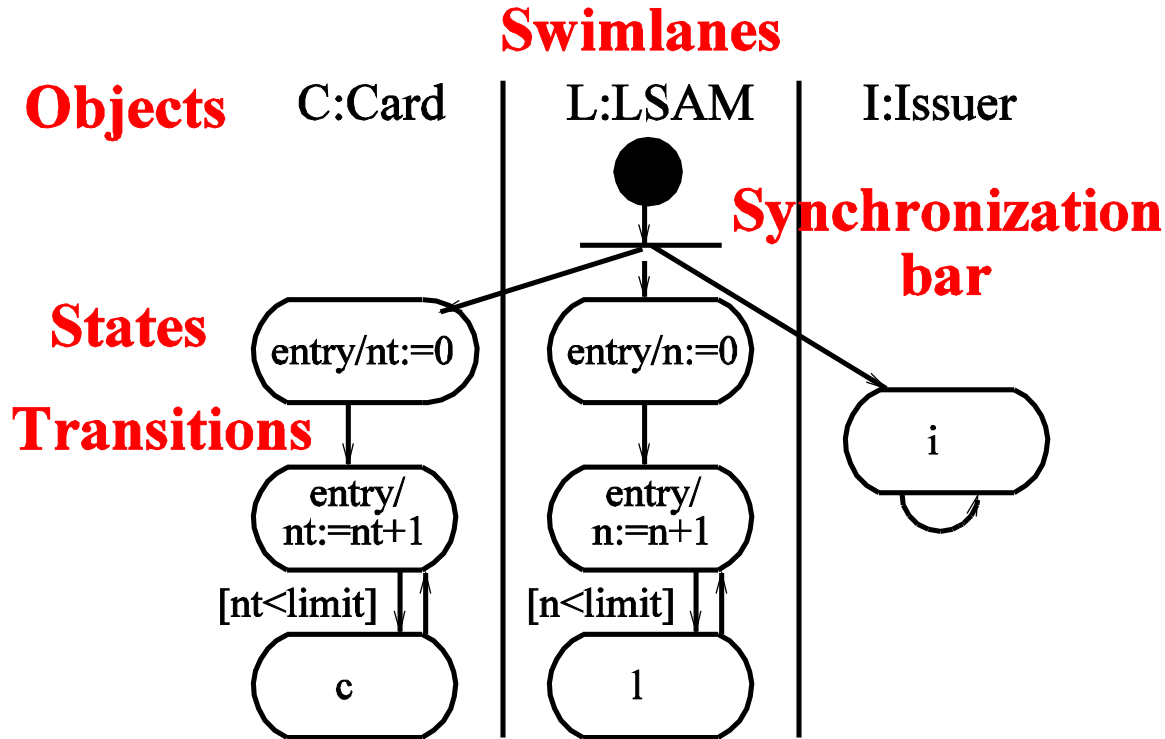 Swimlanes
Objects
C:Card
L:LSAM
I:Issuer
Synchronization
bar
States
entry/nt:=0
entry/n:=0
Transitions
i
entry/
nt:=nt+1
entry/
n:=n+1
[nt<limit]
[n<limit]
c
l